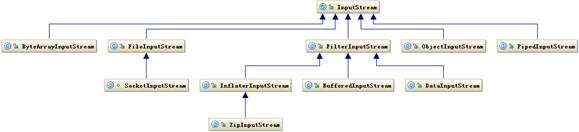 InputStream
ByteArrayInputStream
FileInputStream
FilterInputStream
ObjectInputStream
PipedInputStream
SocketInputStream
InflaterInputStream
BufferedInputStream
DataInputStream
ZipInputStream